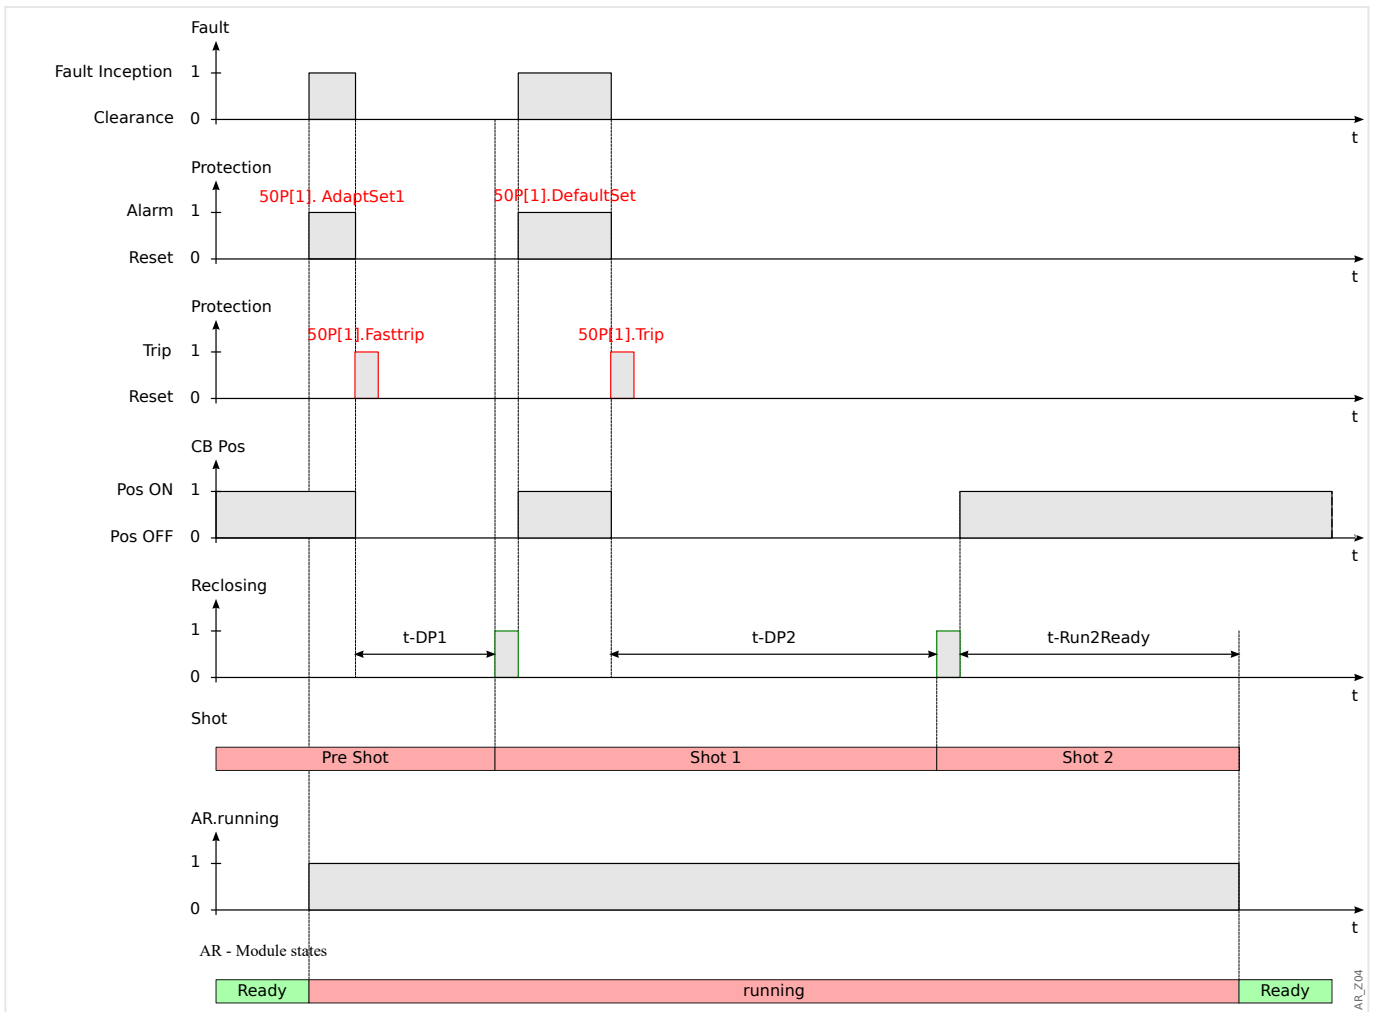 Fault
Fault Inception 1
Clearance 0
t
Protection
50P[1]. AdaptSet1 50P[1].DefaultSet
Alarm 1
Reset 0
t
Protection
50P[1].Fasttrip 50P[1].Trip
Trip 1
Reset 0
t
CB Pos
Pos ON 1
Pos OFF 0
t
Reclosing
1 t-DP1 t-DP2 t-Run2Ready
0
t
Shot
Pre Shot Shot 1 Shot 2
AR.running
1
0
t
AR - Module states
Ready running Ready
AR_Z04